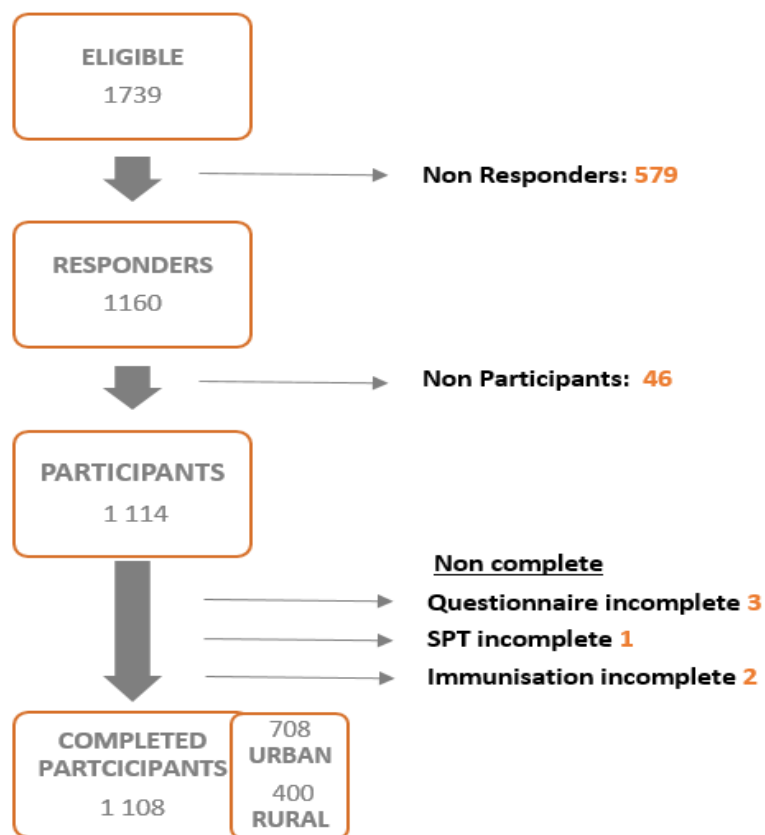 ELIGIBLE
1739
Non Responders: 579
RESPONDERS
1160
Non Participants: 46
PARTICIPANTS
1 114
Non complete
Questionnaire incomplete 3
SPT incomplete 1
Immunisation incomplete 2
COMPLETED
PARTCICIPANTS
1 108
708
URBAN
400
RURAL